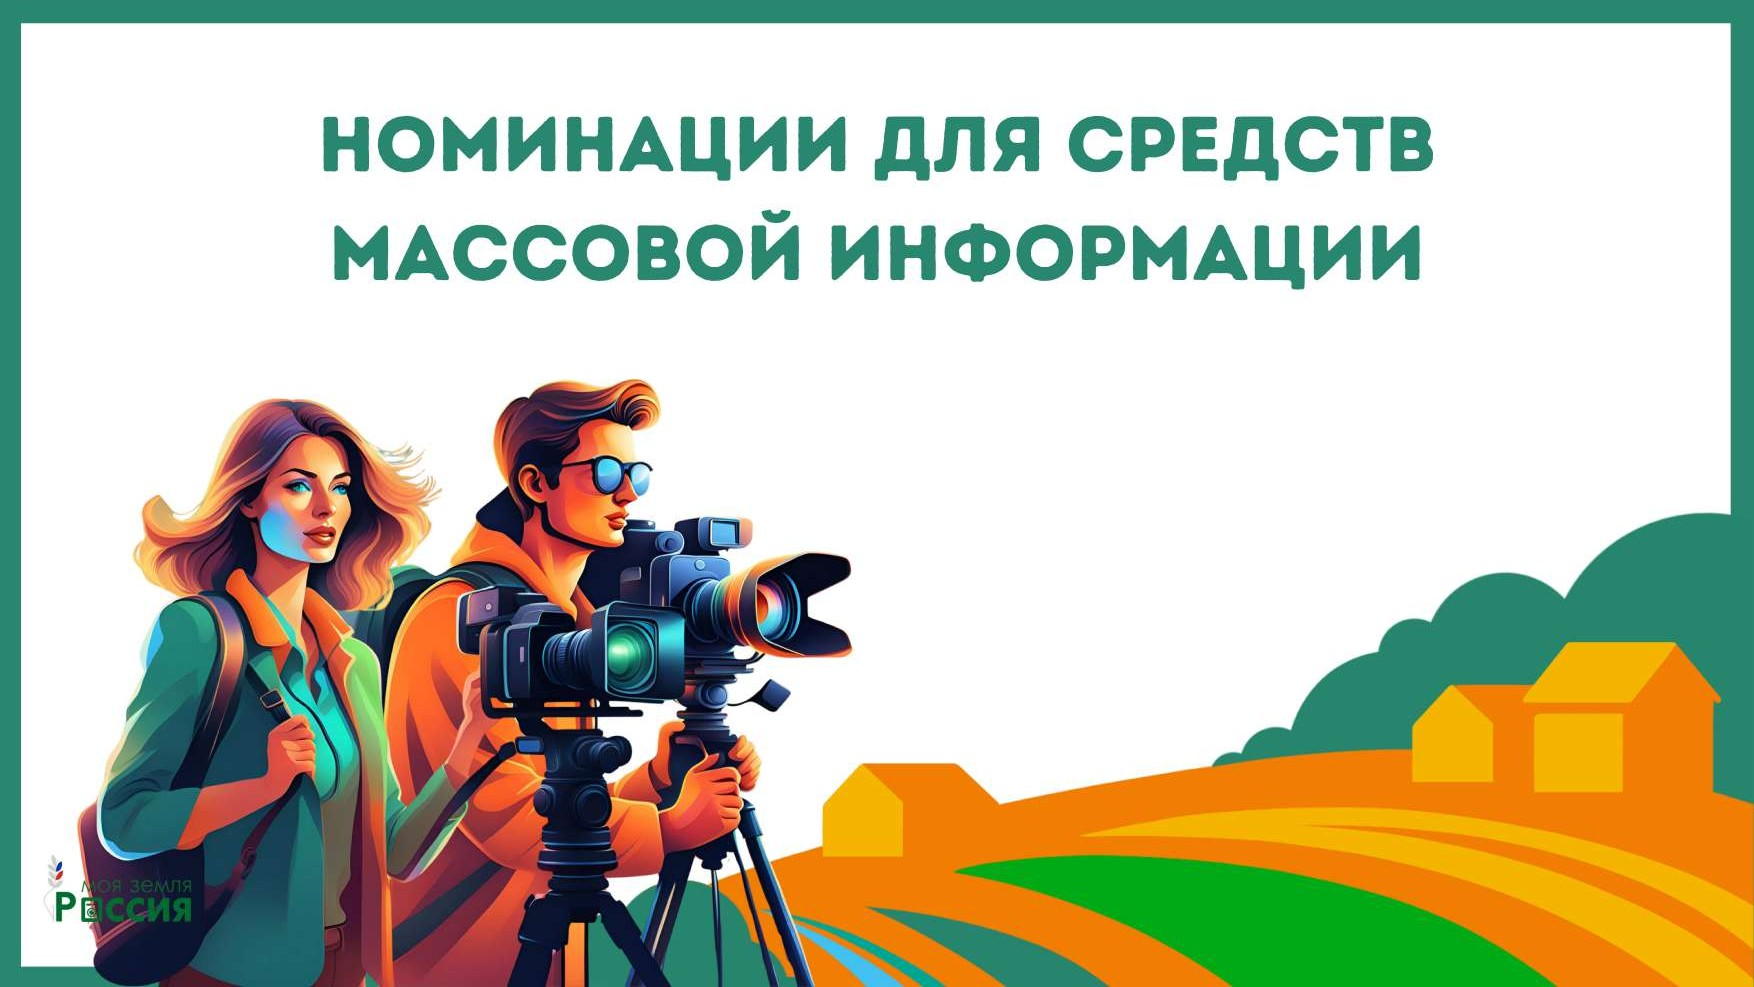 НОМИНАЦИИ ДЛЯ СРЕДСТВ
МАССОВОЙ ИНФОРМАЦИИ
МОЯ ЗЕМЛЯ
РОССИЯ